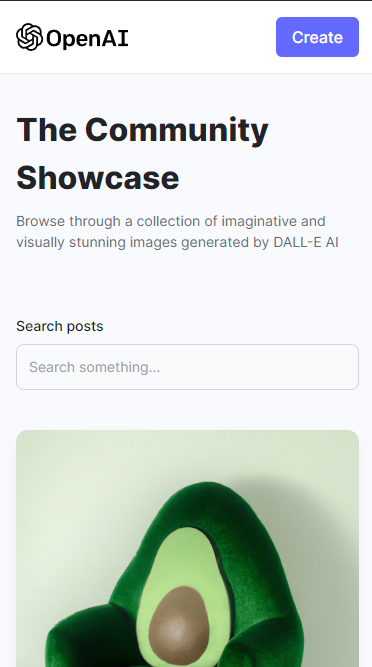 OpenAI
Create
The Community
Showcase
Browse through a collection of imaginative and
visually stunning images generated by DALL-E AI
Search posts
Search something...